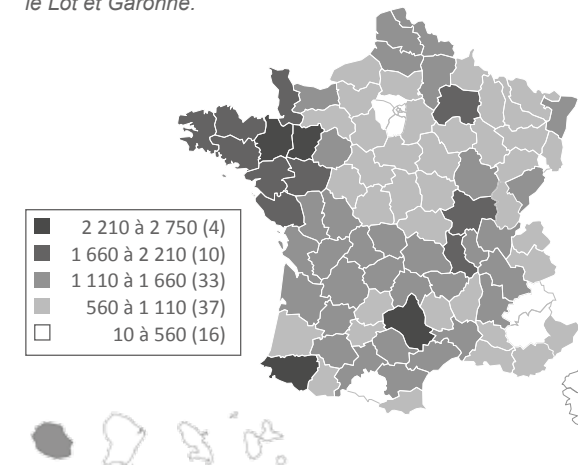 le Lot et Garonne.
2 210 à 2 750 (4)
1 660 à 2 210 (10)
1 110 à 1 660 (33)
560 à 1 110 (37)
10 à 560 (16)